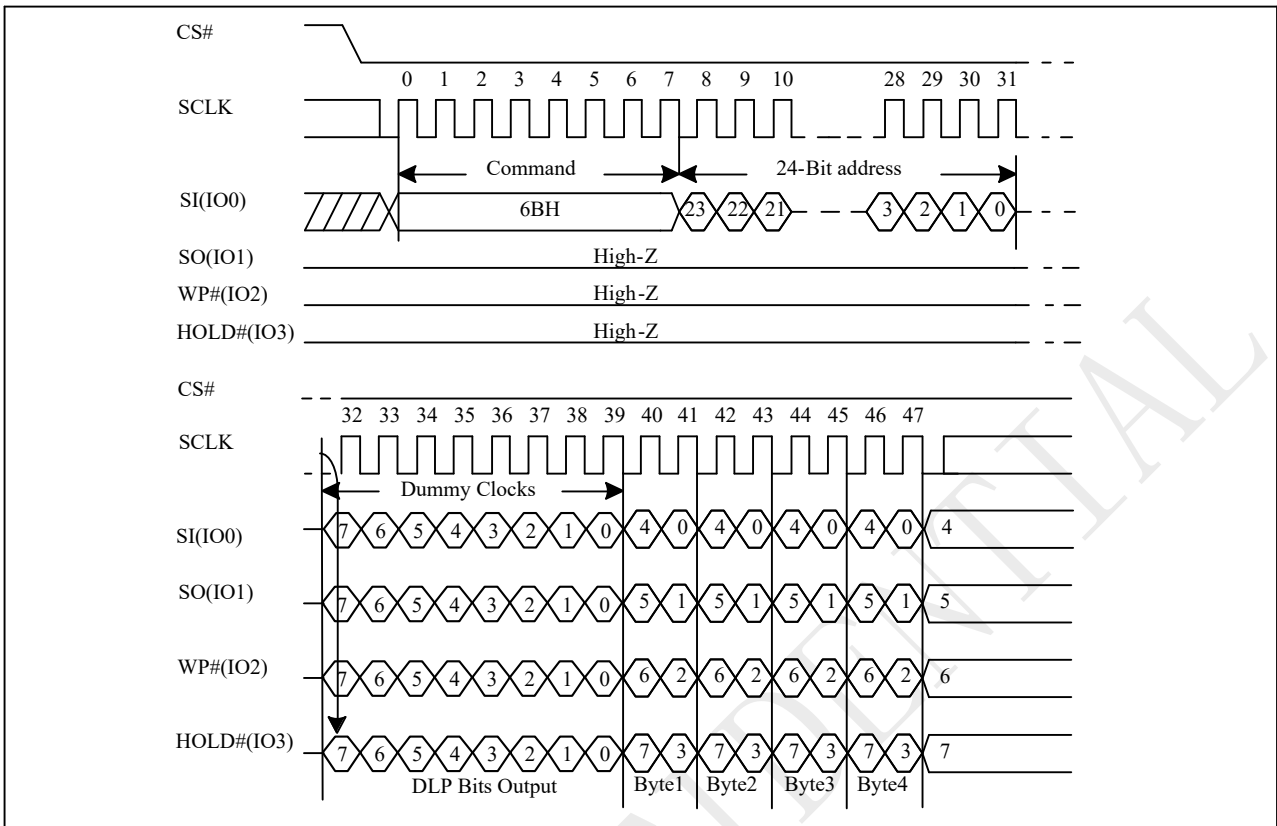 CS#
0 1 2 3 4 5 6 7 8 9 10 28 29 30 31
SCLK
Command 24-Bit address
SI(IO0) 6BH 23 22 21 3 2 1 0
SO(IO1) High-Z
WP#(IO2) High-Z
HOLD#(IO3) High-Z
CS#
32 33 34 35 36 37 38 39 40 41 42 43 44 45 46 47
SCLK
Dummy Clocks
SI(IO0) 7 6 5 4 3 2 1 0 4 0 4 0 4 0 4 0 4
SO(IO1) 7 6 5 4 3 2 1 0 5 1 5 1 5 1 5 1 5
WP#(IO2) 7 6 5 4 3 2 1 0 6 2 6 2 6 2 6 2 6
HOLD#(IO3) 7 6 5 4 3 2 1 0 7 3 7 3 7 3 7 3 7
DLP Bits Output Byte1 Byte2 Byte3 Byte4
DENTIAL